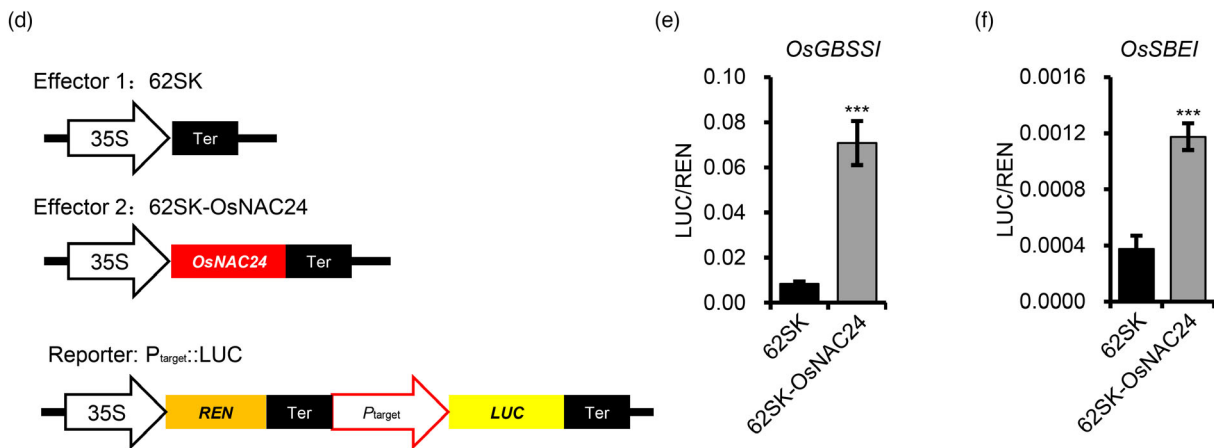 (d)
Effector 1：62SK
35S Ter
Effector 2：62SK-OsNAC24
35S OsNAC24 Ter
Reporter: Ptarget::LUC
35S REN Ter Ptarget LUC Ter
(e)
OsGBSSI
LUC/REN
0.10
0.08
0.06
0.04
0.02
0.00
***
62SK
62SK-OsNAC24
(f)
OsSBEI
LUC/REN
0.0016
0.0012
0.0008
0.0004
0.0000
***
62SK
62SK-OsNAC24